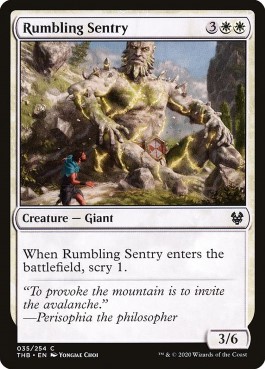 Rumbling Sentry 3
Creature — Giant
When Rumbling Sentry enters the
battlefield, scry 1.
"To provoke the mountain is to invite
the avalanche."
—Perisophia the philosopher
3/6
035/254 C
THB • EN YONGJAE CHOI
™ & © 2020 Wizards of the Coast